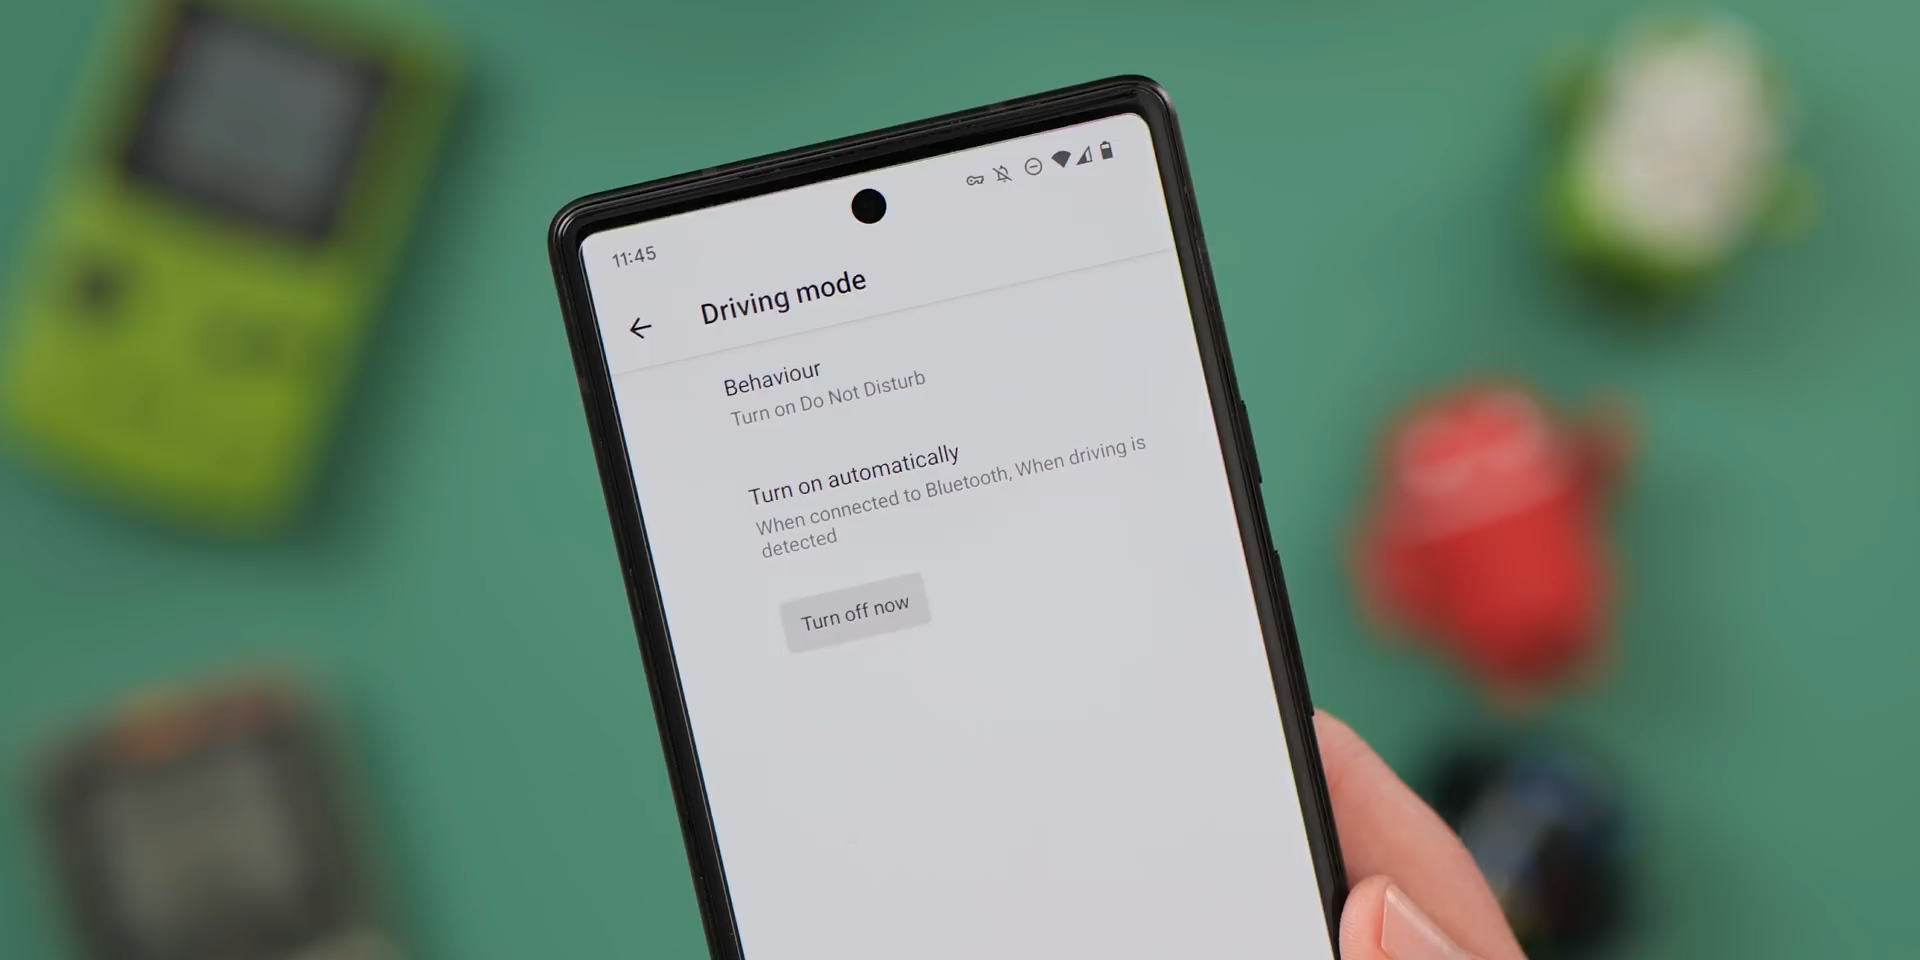 11:45
Driving mode
Behaviour
Turn on Do Not Disturb
Turn on automatically
When connected to Bluetooth, When driving is
detected
Turn off now